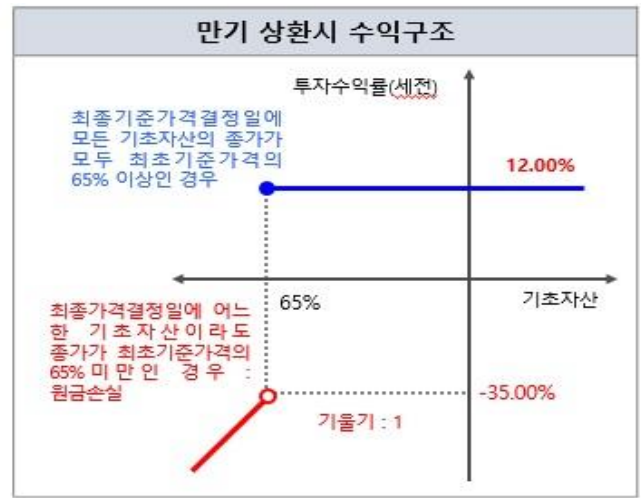 만기 상환시 수익구조
투자수익률(세전)
최종기준가격결정일에
모든 기초자산의 종가가
모두 최초기준가격의
65% 이상인 경우
12.00%
65%
기초자산
최종가격결정일에 어느
한 기초자산이라도
종가가 최초기준가격의
65%미만인 경우 :
원금손실
-35.00%
기울기 : 1